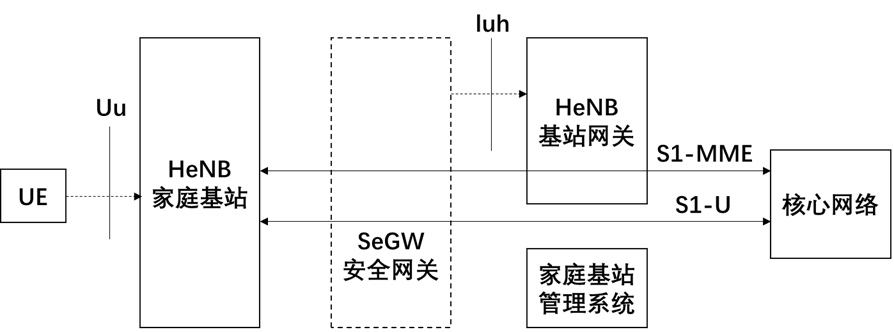 Iuh
Uu
HeNB
基站网关
S1-MME
HeNB
家庭基站
UE
S1-U
核心网络
SeGW
安全网关
家庭基站
管理系统